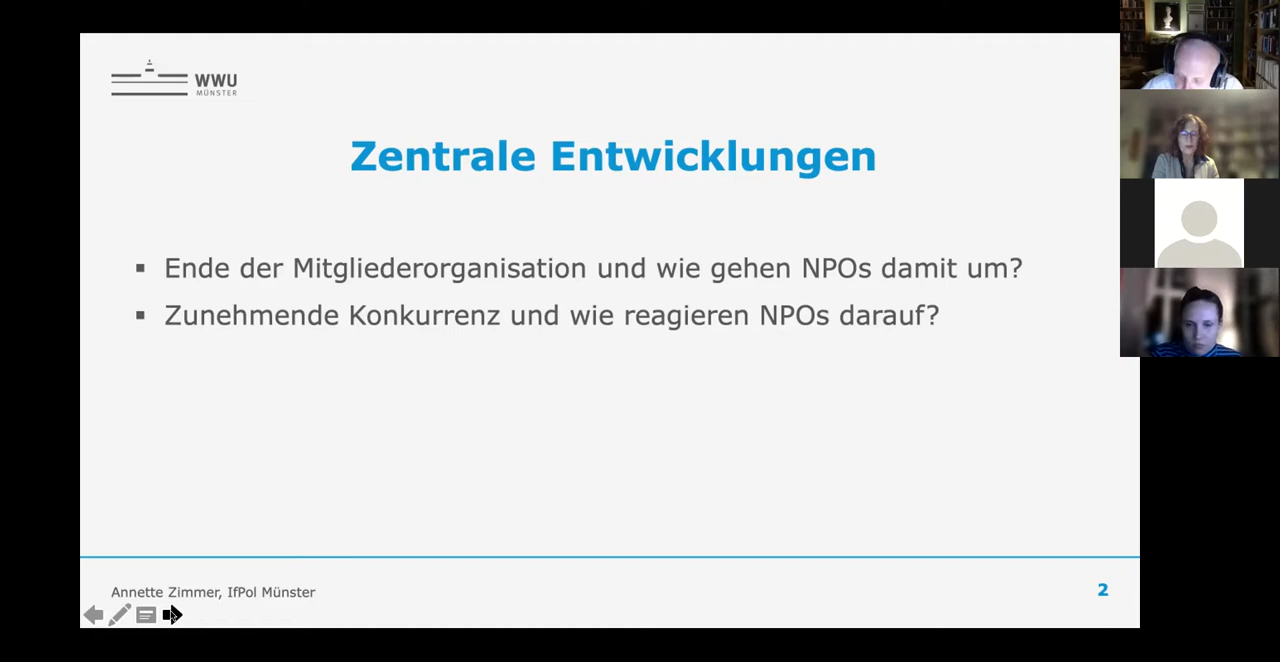 WWU
MÜNSTER
Zentrale Entwicklungen
▪ Ende der Mitgliederorganisation und wie gehen NPOs damit um?
▪ Zunehmende Konkurrenz und wie reagieren NPOs darauf?
Annette Zimmer, IfPol Münster
2